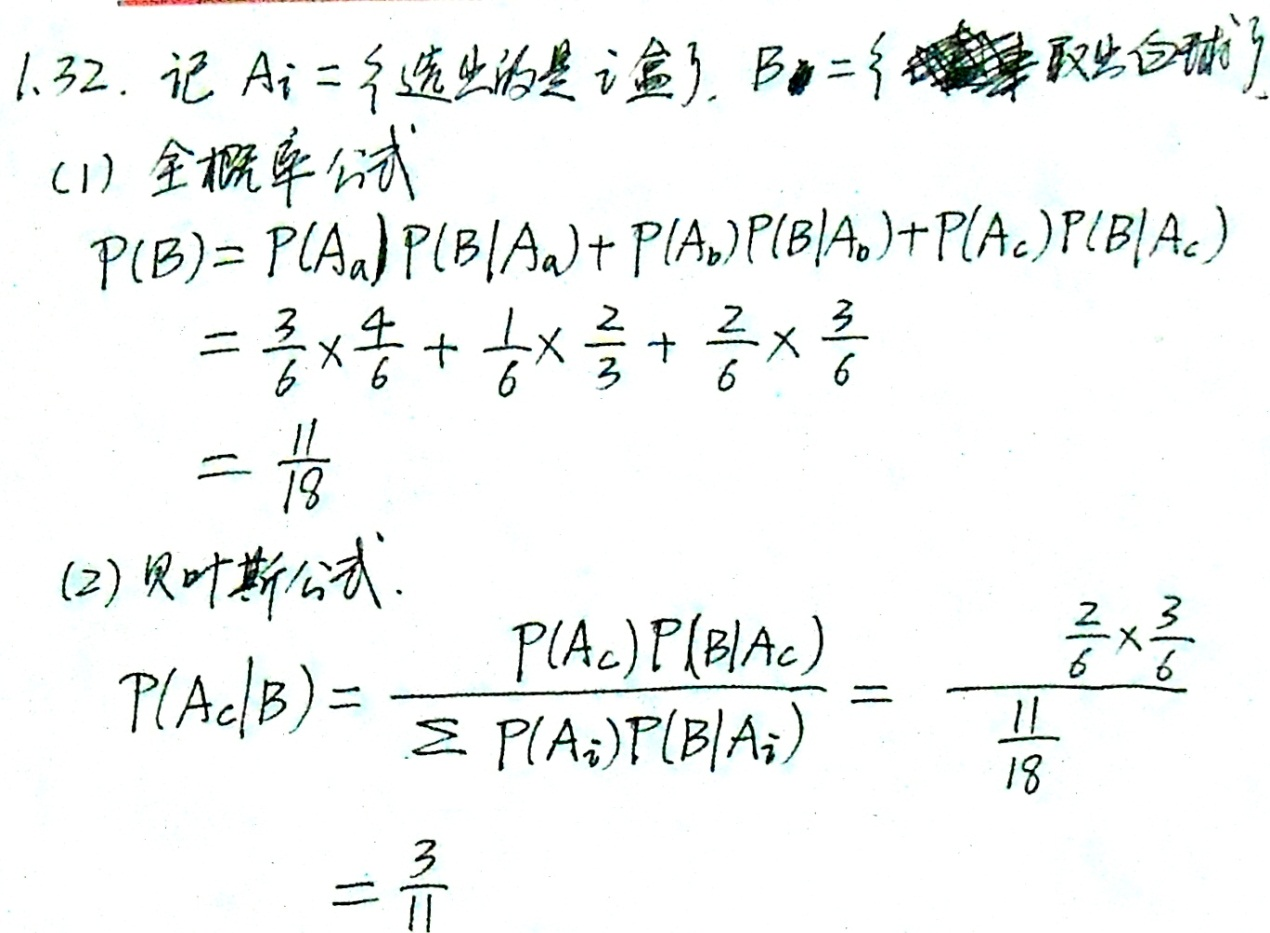 1.32. 记 Ai = {选出的是 i 盒}. B = {取出白球}.
(1) 全概率公式
P(B) = P(Aa) P(B|Aa) + P(Ab) P(B|Ab) + P(Ac) P(B|Ac)
= 3/6 × 4/6 + 1/6 × 2/3 + 2/6 × 3/6
= 11/18
(2) 贝叶斯公式.
P(Ac|B) = P(Ac) P(B|Ac) / Σ P(Ai) P(B|Ai) = (2/6 × 3/6) / (11/18)
= 3/11